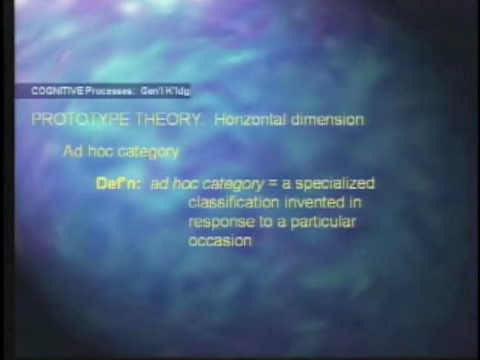 COGNITIVE Processes: Gen'l K'ldg
PROTOTYPE THEORY. Horizontal dimension
Ad hoc category
Def'n: ad hoc category = a specialized
classification invented in
response to a particular
occasion